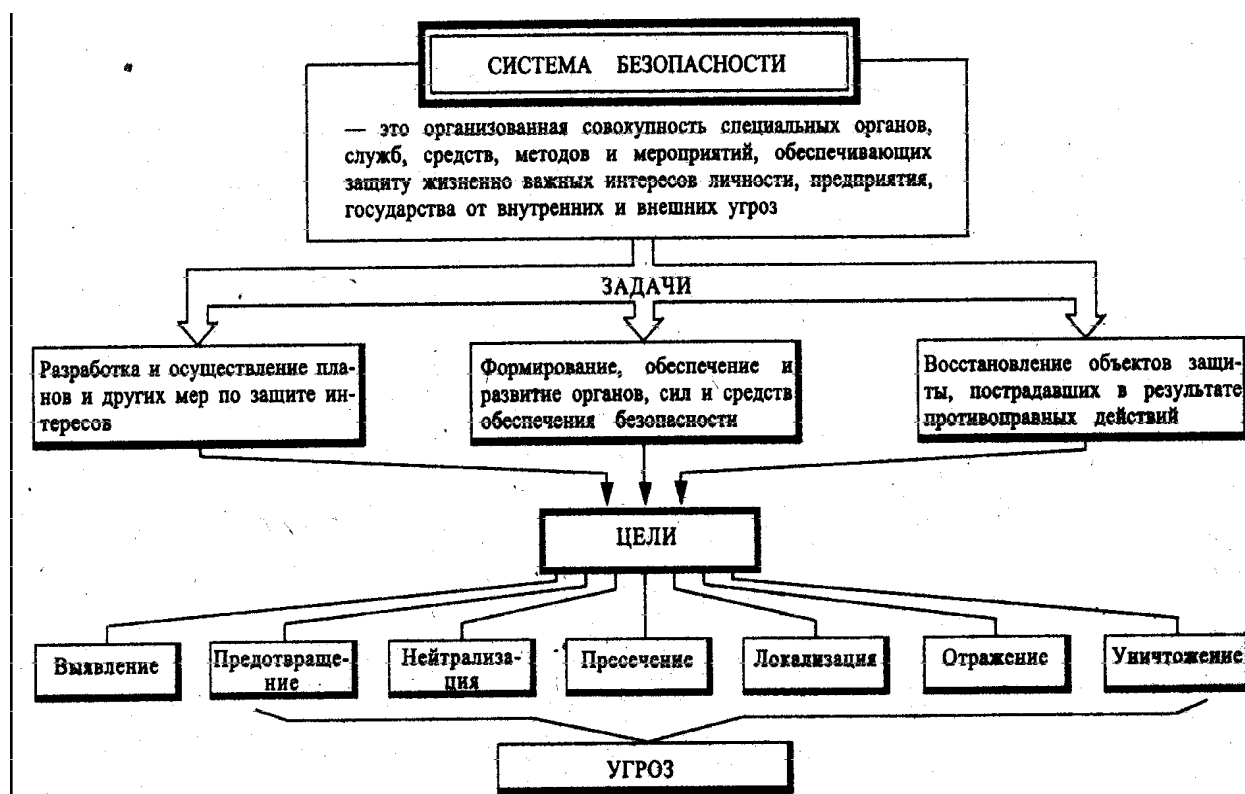 СИСТЕМА БЕЗОПАСНОСТИ
— это организованная совокупность специальных органов,
служб, средств, методов и мероприятий, обеспечивающих
защиту жизненно важных интересов личности, предприятия,
государства от внутренних и внешних угроз
ЗАДАЧИ
Разработка и осуществление пла-
нов и других мер по защите ин-
тересов
Формирование, обеспечение и
развитие органов, сил и средств
обеспечения безопасности
Восстановление объектов защи-
ты, пострадавших в результате
противоправных действий
ЦЕЛИ
Выявление
Предотвраще-
ние
Нейтрализа-
ция
Пресечение
Локализация
Отражение
Уничтожение
УГРОЗ